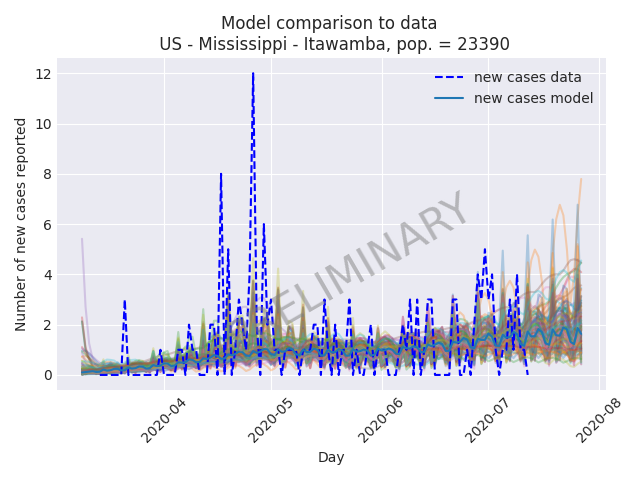 Model comparison to data
US - Mississippi - Itawamba, pop. = 23390
Number of new cases reported
12
10
8
6
4
2
0
new cases data
new cases model
ELIMINARY
2020-04
2020-05
2020-06
2020-07
2020-08
Day